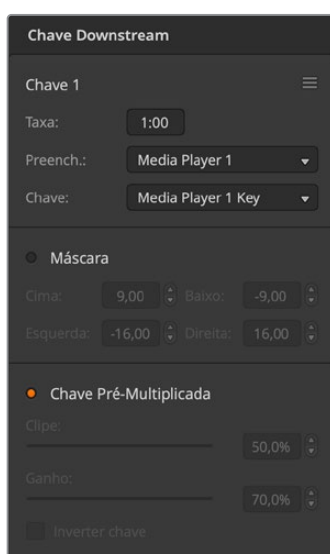 Chave Downstream
Chave 1
Taxa: 1:00
Preench.: Media Player 1
Chave: Media Player 1 Key
Máscara
Cima: 9,00 Baixo: -9,00
Esquerda: -16,00 Direita: 16,00
Chave Pré-Multiplicada
Clipe:
50,0%
Ganho:
70,0%
Inverter chave